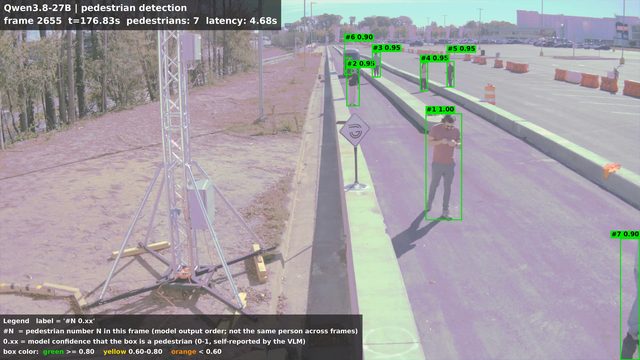 Qwen3.8-27B | pedestrian detection
frame 2655 t=176.83s pedestrians: 7 latency: 4.68s
#6 0.90
#3 0.95
#5 0.95
#2 0.95
#4 0.95
#1 1.00
#7 0.90
Legend label = '#N 0.xx'
#N = pedestrian number N in this frame (model output order; not the same person across frames)
0.xx = model confidence that the box is a pedestrian (0-1, self-reported by the VLM)
box color: green >= 0.80 yellow 0.60-0.80 orange < 0.60